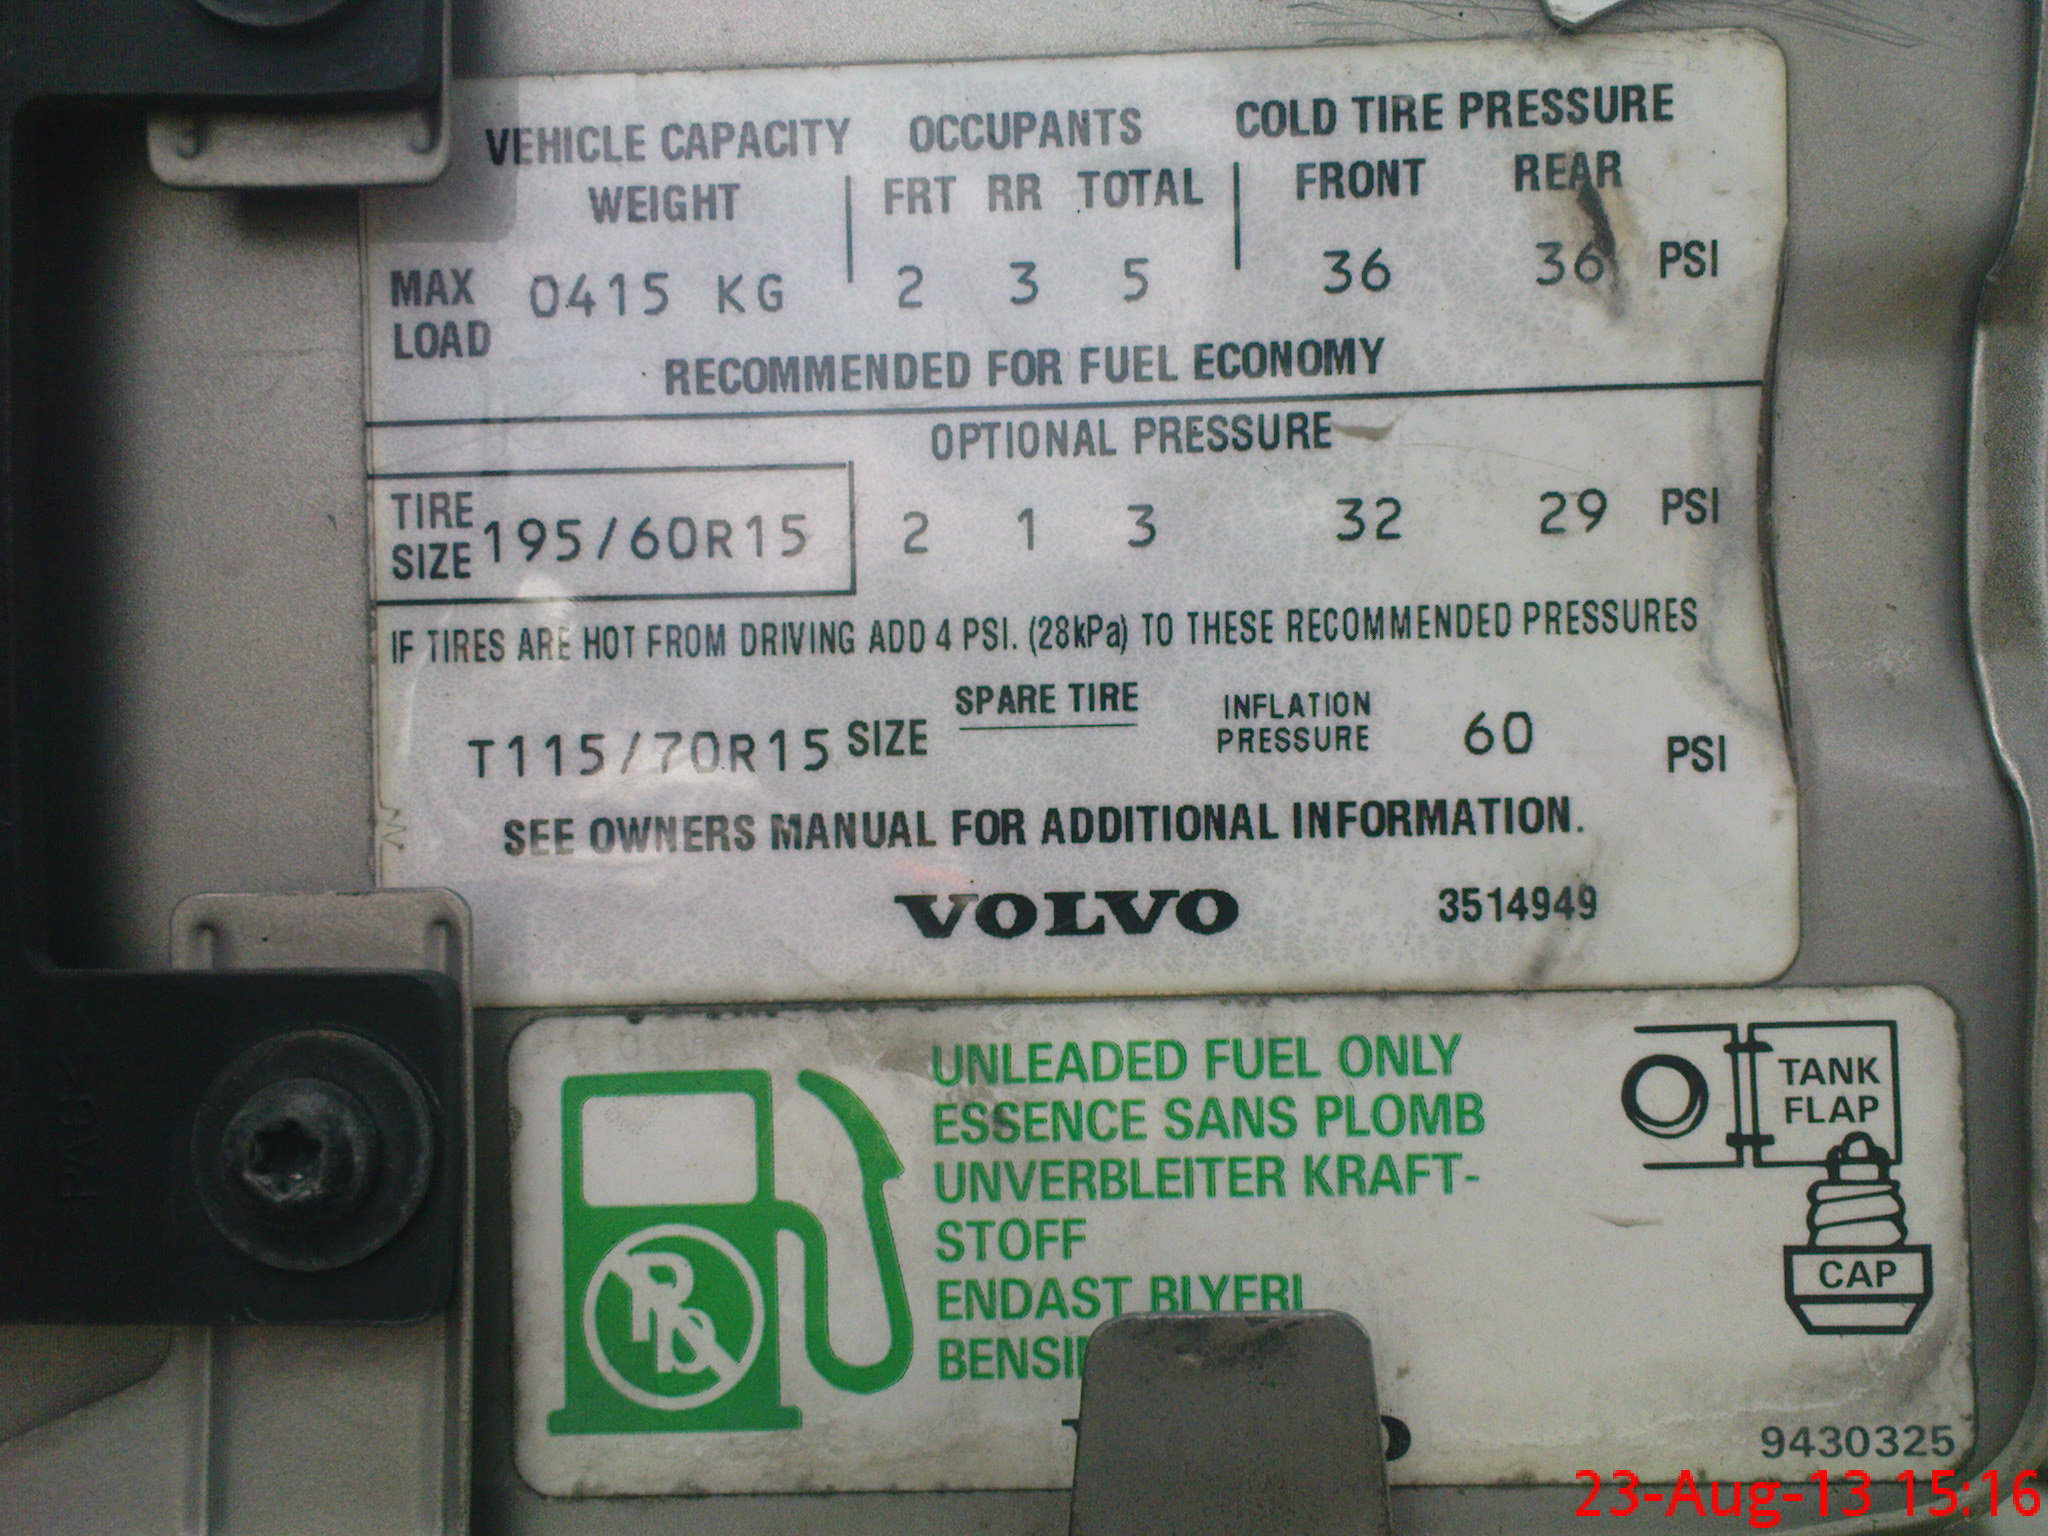 VEHICLE CAPACITY OCCUPANTS COLD TIRE PRESSURE
WEIGHT FRT RR TOTAL FRONT REAR
MAX LOAD 0415 KG 2 3 5 36 36 PSI
RECOMMENDED FOR FUEL ECONOMY
OPTIONAL PRESSURE
TIRE SIZE 195/60R15 2 1 3 32 29 PSI
IF TIRES ARE HOT FROM DRIVING ADD 4 PSI. (28kPa) TO THESE RECOMMENDED PRESSURES
SPARE TIRE
T115/70R15 SIZE INFLATION PRESSURE 60 PSI
SEE OWNERS MANUAL FOR ADDITIONAL INFORMATION.
VOLVO 3514949
UNLEADED FUEL ONLY
ESSENCE SANS PLOMB
UNVERBLEITER KRAFT-
STOFF
ENDAST BLYFRI
Pb
TANK
FLAP
CAP
9430325
23-Aug-13 15:16